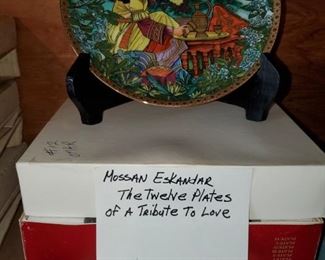 Mossan Eskandar
The Twelve Plates
of A Tribute To Love